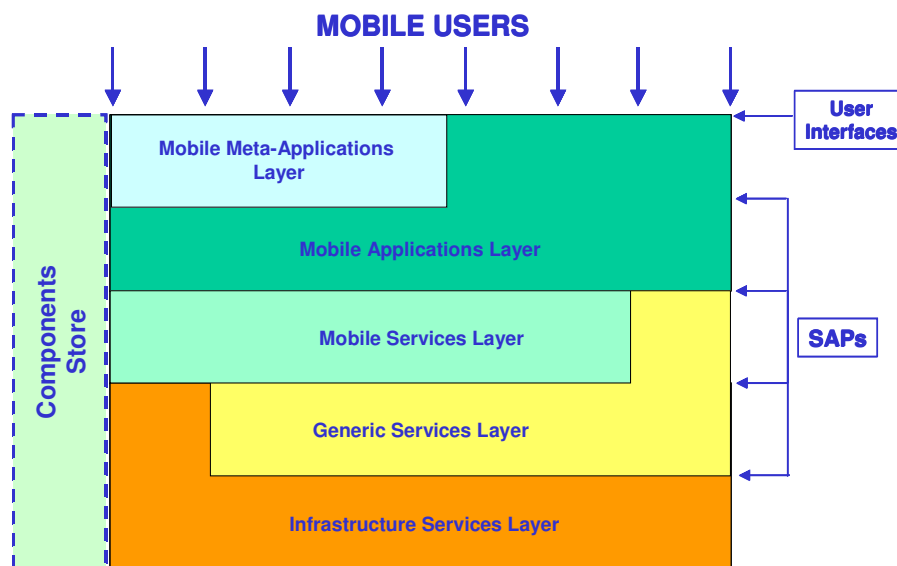 MOBILE USERS
User
Interfaces
Mobile Meta-Applications
Layer
Mobile Applications Layer
Components
Store
Mobile Services Layer
SAPs
Generic Services Layer
Infrastructure Services Layer